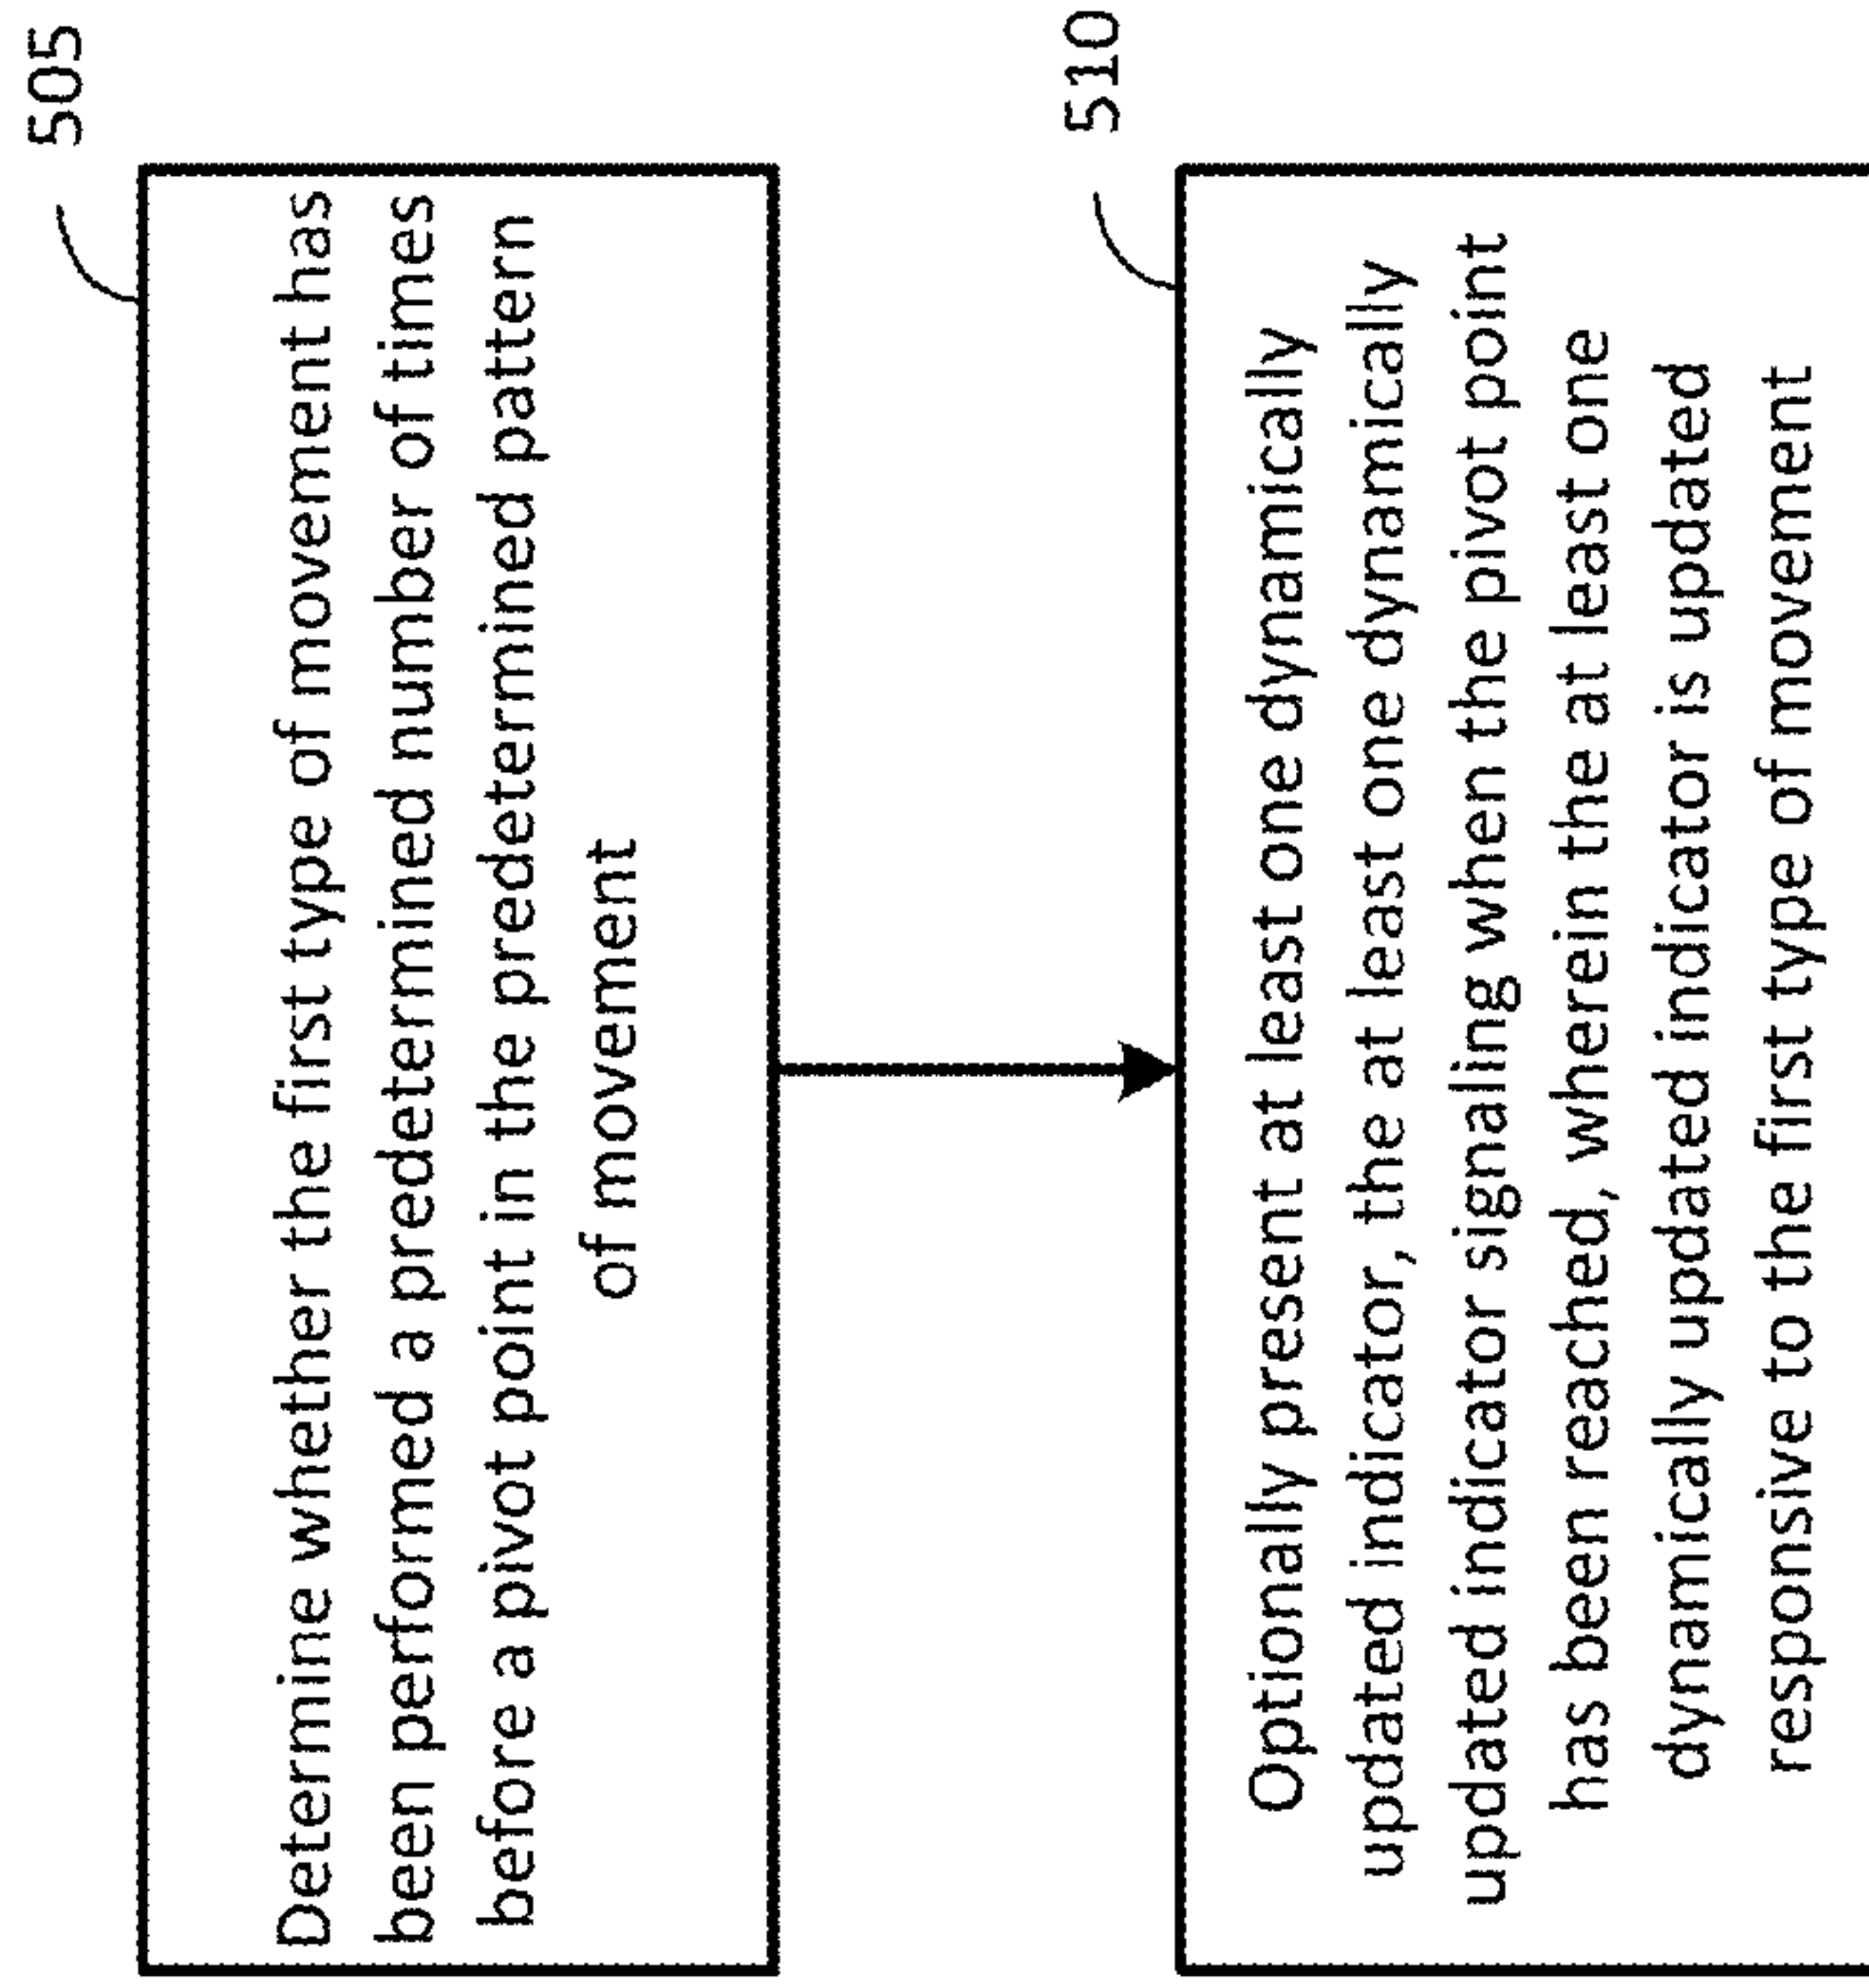 505
Determine whether the first type of movement has
been performed a predetermined number of times
before a pivot point in the predetermined pattern
of movement
510
Optionally present at least one dynamically
updated indicator, the at least one dynamically
updated indicator signaling when the pivot point
has been reached, wherein the at least one
dynamically updated indicator is updated
responsive to the first type of movement